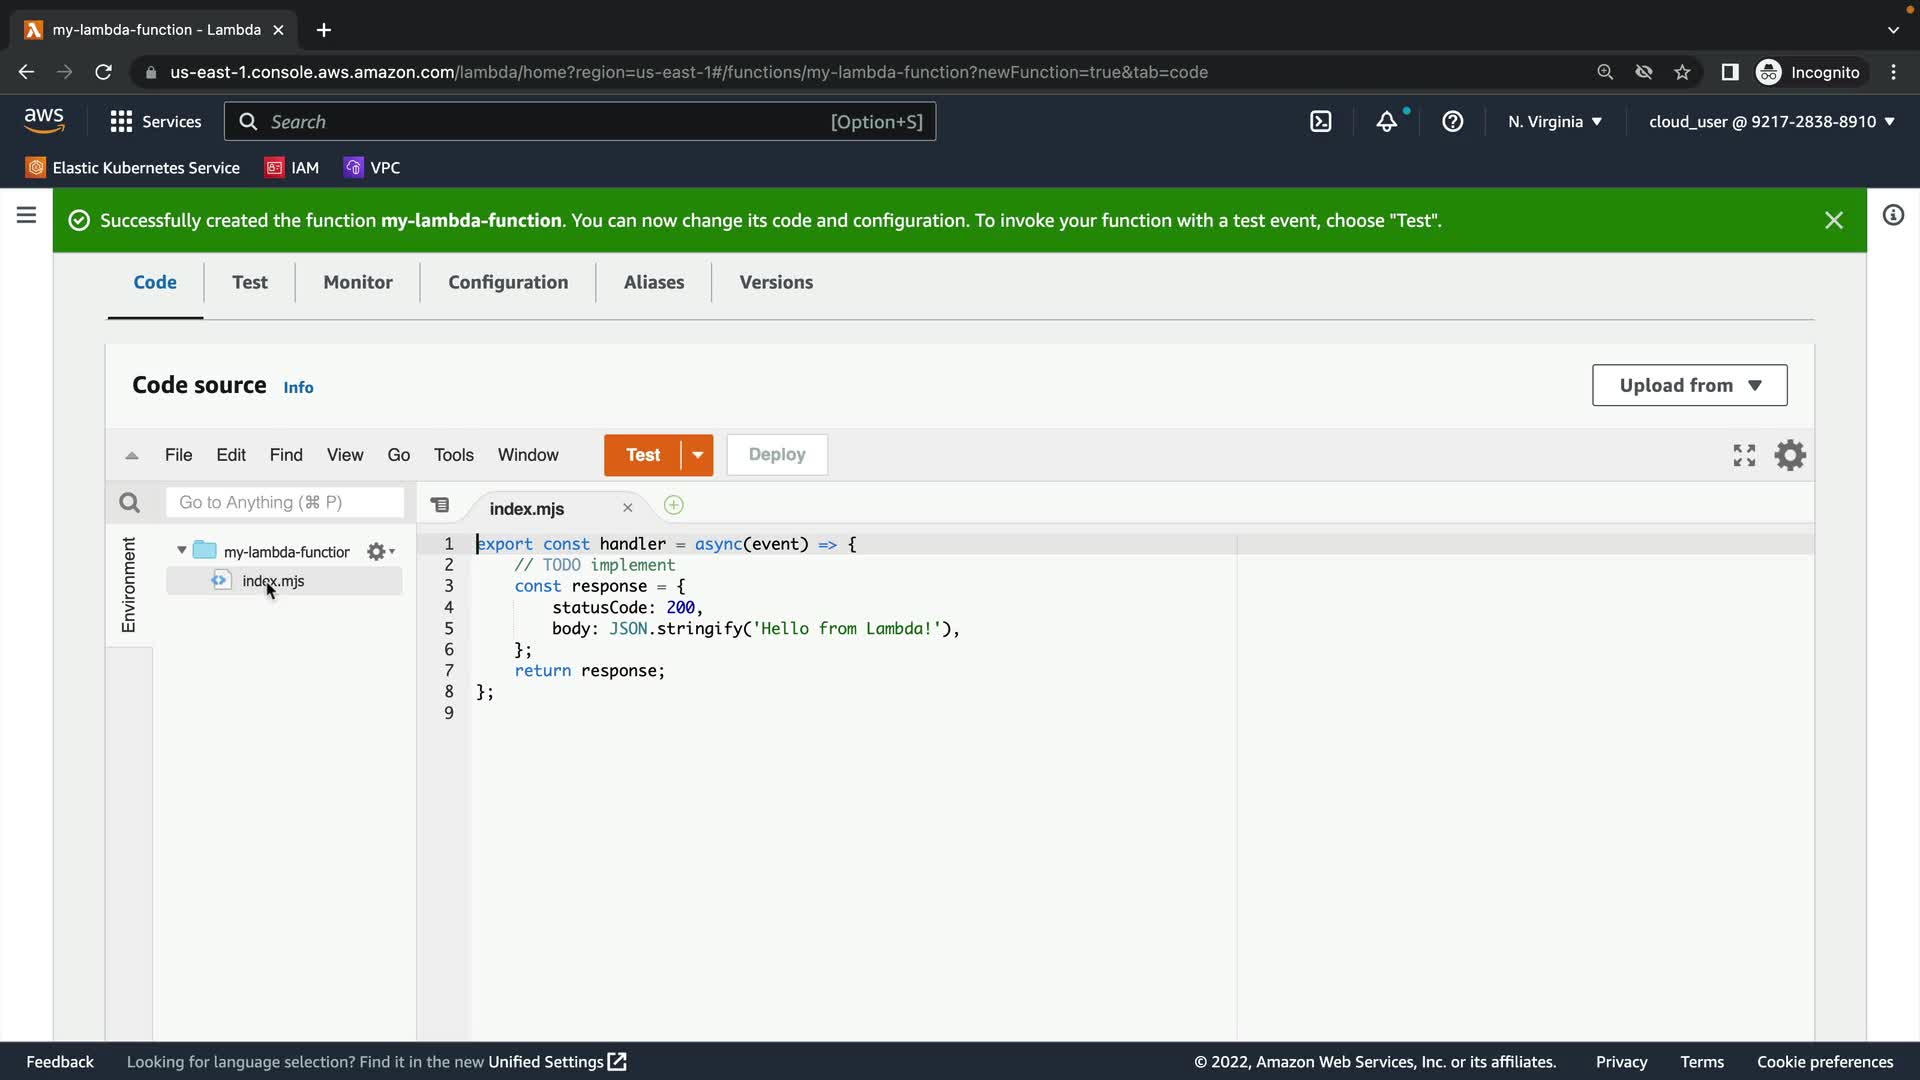 my-lambda-function - Lambda
us-east-1.console.aws.amazon.com/lambda/home?region=us-east-1#/functions/my-lambda-function?newFunction=true&tab=code
Incognito
aws
Services
Search
[Option+S]
N. Virginia
cloud_user @ 9217-2838-8910
Elastic Kubernetes Service
IAM
VPC
Successfully created the function my-lambda-function. You can now change its code and configuration. To invoke your function with a test event, choose "Test".
Code
Test
Monitor
Configuration
Aliases
Versions
Code source
Info
Upload from
File
Edit
Find
View
Go
Tools
Window
Test
Deploy
Go to Anything (⌘ P)
index.mjs
Environment
my-lambda-function
index.mjs
1 export const handler = async(event) => {
2     // TODO implement
3     const response = {
4         statusCode: 200,
5         body: JSON.stringify('Hello from Lambda!'),
6     };
7     return response;
8 };
9
Feedback
Looking for language selection? Find it in the new Unified Settings
© 2022, Amazon Web Services, Inc. or its affiliates.
Privacy
Terms
Cookie preferences